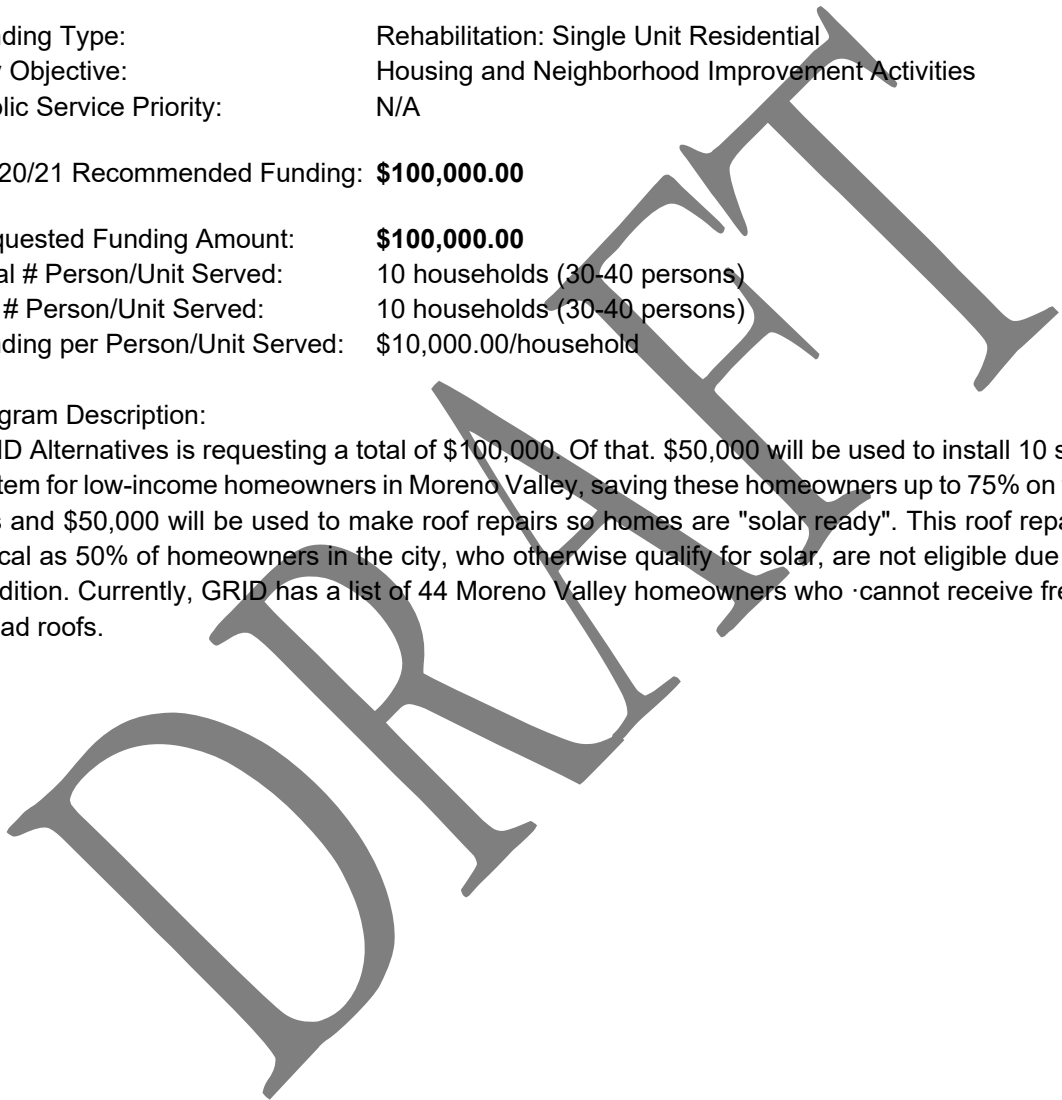 ding Type: Rehabilitation: Single Unit Residential
Objective: Housing and Neighborhood Improvement Activities
lic Service Priority: N/A
20/21 Recommended Funding: $100,000.00
quested Funding Amount: $100,000.00
al # Person/Unit Served: 10 households (30-40 persons)
# Person/Unit Served: 10 households (30-40 persons)
ding per Person/Unit Served: $10,000.00/household
gram Description:
ID Alternatives is requesting a total of $100,000. Of that. $50,000 will be used to install 10 s
tem for low-income homeowners in Moreno Valley, saving these homeowners up to 75% on
s and $50,000 will be used to make roof repairs so homes are "solar ready". This roof repa
cal as 50% of homeowners in the city, who otherwise qualify for solar, are not eligible due
dition. Currently, GRID has a list of 44 Moreno Valley homeowners who ·cannot receive fre
ad roofs.
DRAFT